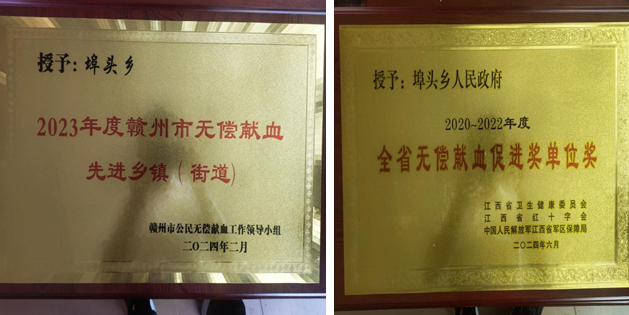 授予：埠头乡
2023年度赣州市无偿献血
先进乡镇（街道）
赣州市公民无偿献血工作领导小组
二〇二四年二月
授予：埠头乡人民政府
2020~2022年度
全省无偿献血促进奖单位奖
江西省卫生健康委员会
江西省红十字会
中国人民解放军江西省军区保障局
二〇二四年六月